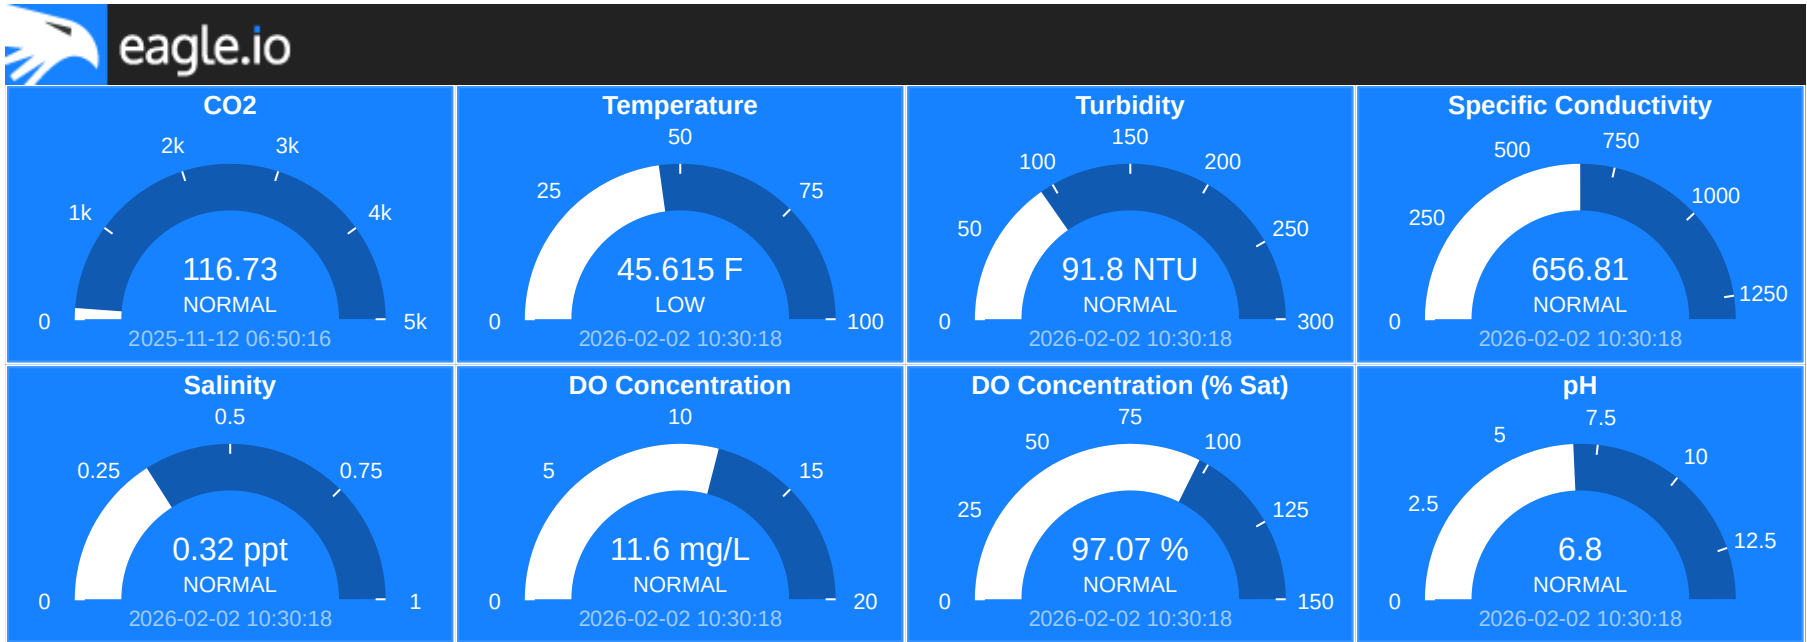 eagle.io
CO2
0
1k
2k
3k
4k
5k
116.73
NORMAL
2025-11-12 06:50:16
Temperature
0
25
50
75
100
45.615 F
LOW
2026-02-02 10:30:18
Turbidity
0
50
100
150
200
250
300
91.8 NTU
NORMAL
2026-02-02 10:30:18
Specific Conductivity
0
250
500
750
1000
1250
656.81
NORMAL
2026-02-02 10:30:18
Salinity
0
0.25
0.5
0.75
1
0.32 ppt
NORMAL
2026-02-02 10:30:18
DO Concentration
0
5
10
15
20
11.6 mg/L
NORMAL
2026-02-02 10:30:18
DO Concentration (% Sat)
0
25
50
75
100
125
150
97.07 %
NORMAL
2026-02-02 10:30:18
pH
0
2.5
5
7.5
10
12.5
6.8
NORMAL
2026-02-02 10:30:18